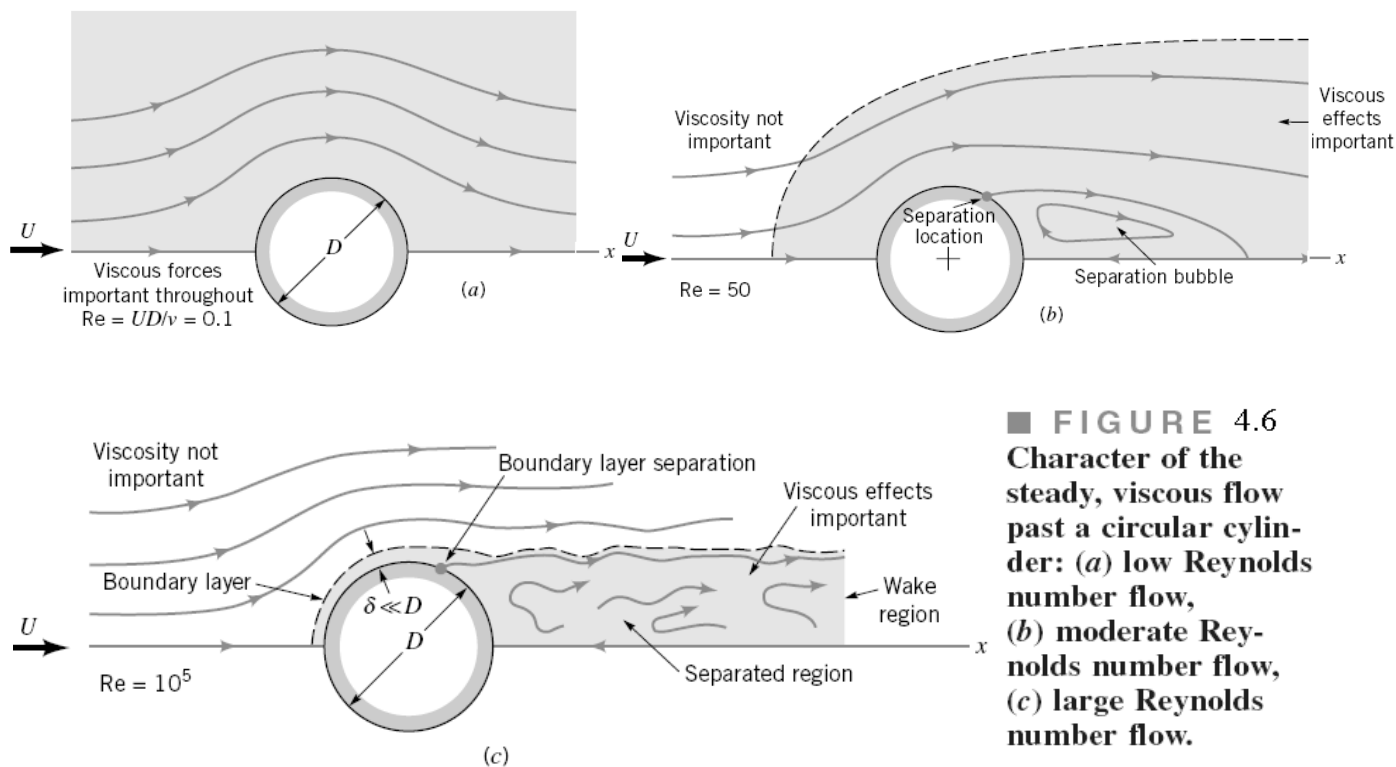 U
D
x
Viscous forces
important throughout
Re = UD/v = 0.1
(a)
Viscosity not
important
Viscous
effects
important
Separation
location
U
x
Re = 50
Separation bubble
(b)
Viscosity not
important
Boundary layer separation
Viscous effects
important
Boundary layer
δ≪D
D
Wake
region
U
x
Re = 10⁵
Separated region
(c)
■ FIGURE 4.6
Character of the
steady, viscous flow
past a circular cylin-
der: (a) low Reynolds
number flow,
(b) moderate Rey-
nolds number flow,
(c) large Reynolds
number flow.